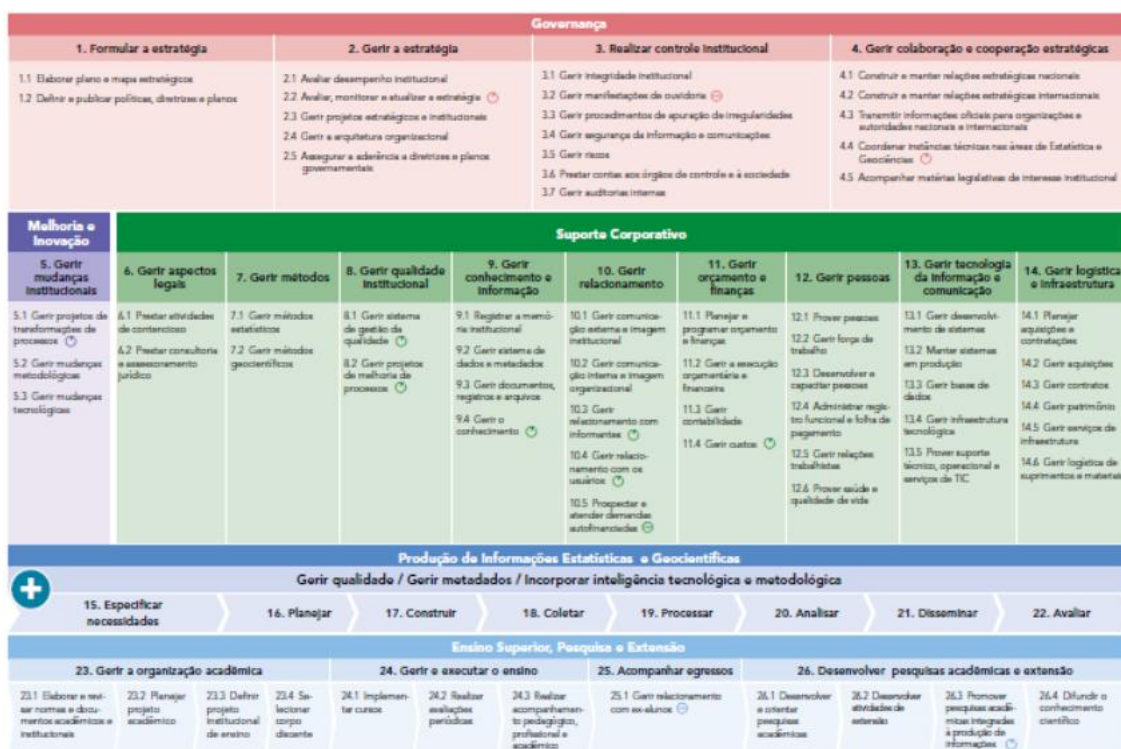 Governança
1. Formular a estratégia
1.1 Elaborar plano e mapa estratégicos
1.2 Definir e publicar políticas, diretrizes e planos
2. Gerir a estratégia
2.1 Avaliar desempenho institucional
2.2 Avaliar, monitorar e atualizar a estratégia
2.3 Gerir projetos estratégicos e institucionais
2.4 Gerir a arquitetura organizacional
2.5 Assegurar a aderência a diretrizes e planos
governamentais
3. Realizar controle institucional
3.1 Gerir integridade institucional
3.2 Gerir manifestações de ouvidoria
3.3 Gerir procedimentos de apuração de irregularidades
3.4 Gerir segurança da informação e comunicações
3.5 Gerir riscos
3.6 Prestar contas aos órgãos de controle e à sociedade
3.7 Gerir auditorias internas
4. Gerir colaboração e cooperação estratégicas
4.1 Construir e manter relações estratégicas nacionais
4.2 Construir e manter relações estratégicas internacionais
4.3 Transmitir informações oficiais para organizações e
autoridades nacionais e internacionais
4.4 Coordenar instâncias técnicas nas áreas de Estatística e
Geociências
4.5 Acompanhar matérias legislativas de interesse institucional
Melhoria e
Inovação
5. Gerir
mudanças
institucionais
5.1 Gerir projetos de
transformações de
processos
5.2 Gerir mudanças
metodológicas
5.3 Gerir mudanças
tecnológicas
Suporte Corporativo
6. Gerir aspectos
legais
6.1 Prestar atividades
de contencioso
6.2 Prestar consultoria
e assessoramento
jurídico
7. Gerir métodos
7.1 Gerir métodos
estatísticos
7.2 Gerir métodos
geocientíficos
8. Gerir qualidade
institucional
8.1 Gerir sistema
de gestão da
qualidade
8.2 Gerir projetos
de melhoria de
processos
9. Gerir
conhecimento e
informação
9.1 Registrar a memó-
ria institucional
9.2 Gerir sistema de
dados e metadados
9.3 Gerir documentos,
registros e arquivos
9.4 Gerir o
conhecimento
10. Gerir
relacionamento
10.1 Gerir comunica-
ção externa e imagem
institucional
10.2 Gerir comunica-
ção interna e imagem
organizacional
10.3 Gerir
relacionamento com
informantes
10.4 Gerir relacio-
namento com os
usuários
10.5 Prospectar e
atender demandas
autofinanciadas
11. Gerir
orçamento e
finanças
11.1 Planejar e
programar orçamento
e finanças
11.2 Gerir a execução
orçamentária e
financeira
11.3 Gerir
contabilidade
11.4 Gerir custos
12. Gerir pessoas
12.1 Prover pessoas
12.2 Gerir força de
trabalho
12.3 Desenvolver e
capacitar pessoas
12.4 Administrar regis-
tro funcional e folha de
pagamento
12.5 Gerir relações
trabalhistas
12.6 Prover saúde e
qualidade de vida
13. Gerir tecnologia
da informação e
comunicação
13.1 Gerir desenvolvi-
mento de sistemas
13.2 Manter sistemas
em produção
13.3 Gerir bases de
dados
13.4 Gerir infraestrutura
tecnológica
13.5 Prover suporte
técnico, operacional e
serviços de TIC
14. Gerir logística
e infraestrutura
14.1 Planejar
aquisições e
contratações
14.2 Gerir aquisições
14.3 Gerir contratos
14.4 Gerir patrimônio
14.5 Gerir serviços de
infraestrutura
14.6 Gerir logística de
suprimentos e materiais
Produção de Informações Estatísticas e Geocientíficas
Gerir qualidade / Gerir metadados / Incorporar inteligência tecnológica e metodológica
15. Especificar
necessidades
16. Planejar
17. Construir
18. Coletar
19. Processar
20. Analisar
21. Disseminar
22. Avaliar
Ensino Superior, Pesquisa e Extensão
23. Gerir a organização acadêmica
23.1 Elaborar e revi-
sar normas e docu-
mentos acadêmicos e
institucionais
23.2 Planejar
projeto
acadêmico
23.3 Definir
projeto
institucional
de ensino
23.4 Se-
lecionar
corpo
discente
24. Gerir e executar o ensino
24.1 Implemen-
tar cursos
24.2 Realizar
avaliações
periódicas
24.3 Realizar
acompanhamen-
to pedagógico,
profissional e
acadêmico
25. Acompanhar egressos
25.1 Gerir relacionamento
com ex-alunos
26. Desenvolver pesquisas acadêmicas e extensão
26.1 Desenvolver
e orientar
pesquisas
acadêmicas
26.2 Desenvolver
atividades de
extensão
26.3 Promover
pesquisas acadê-
micas integradas
à produção de
informações
26.4 Difundir o
conhecimento
científico